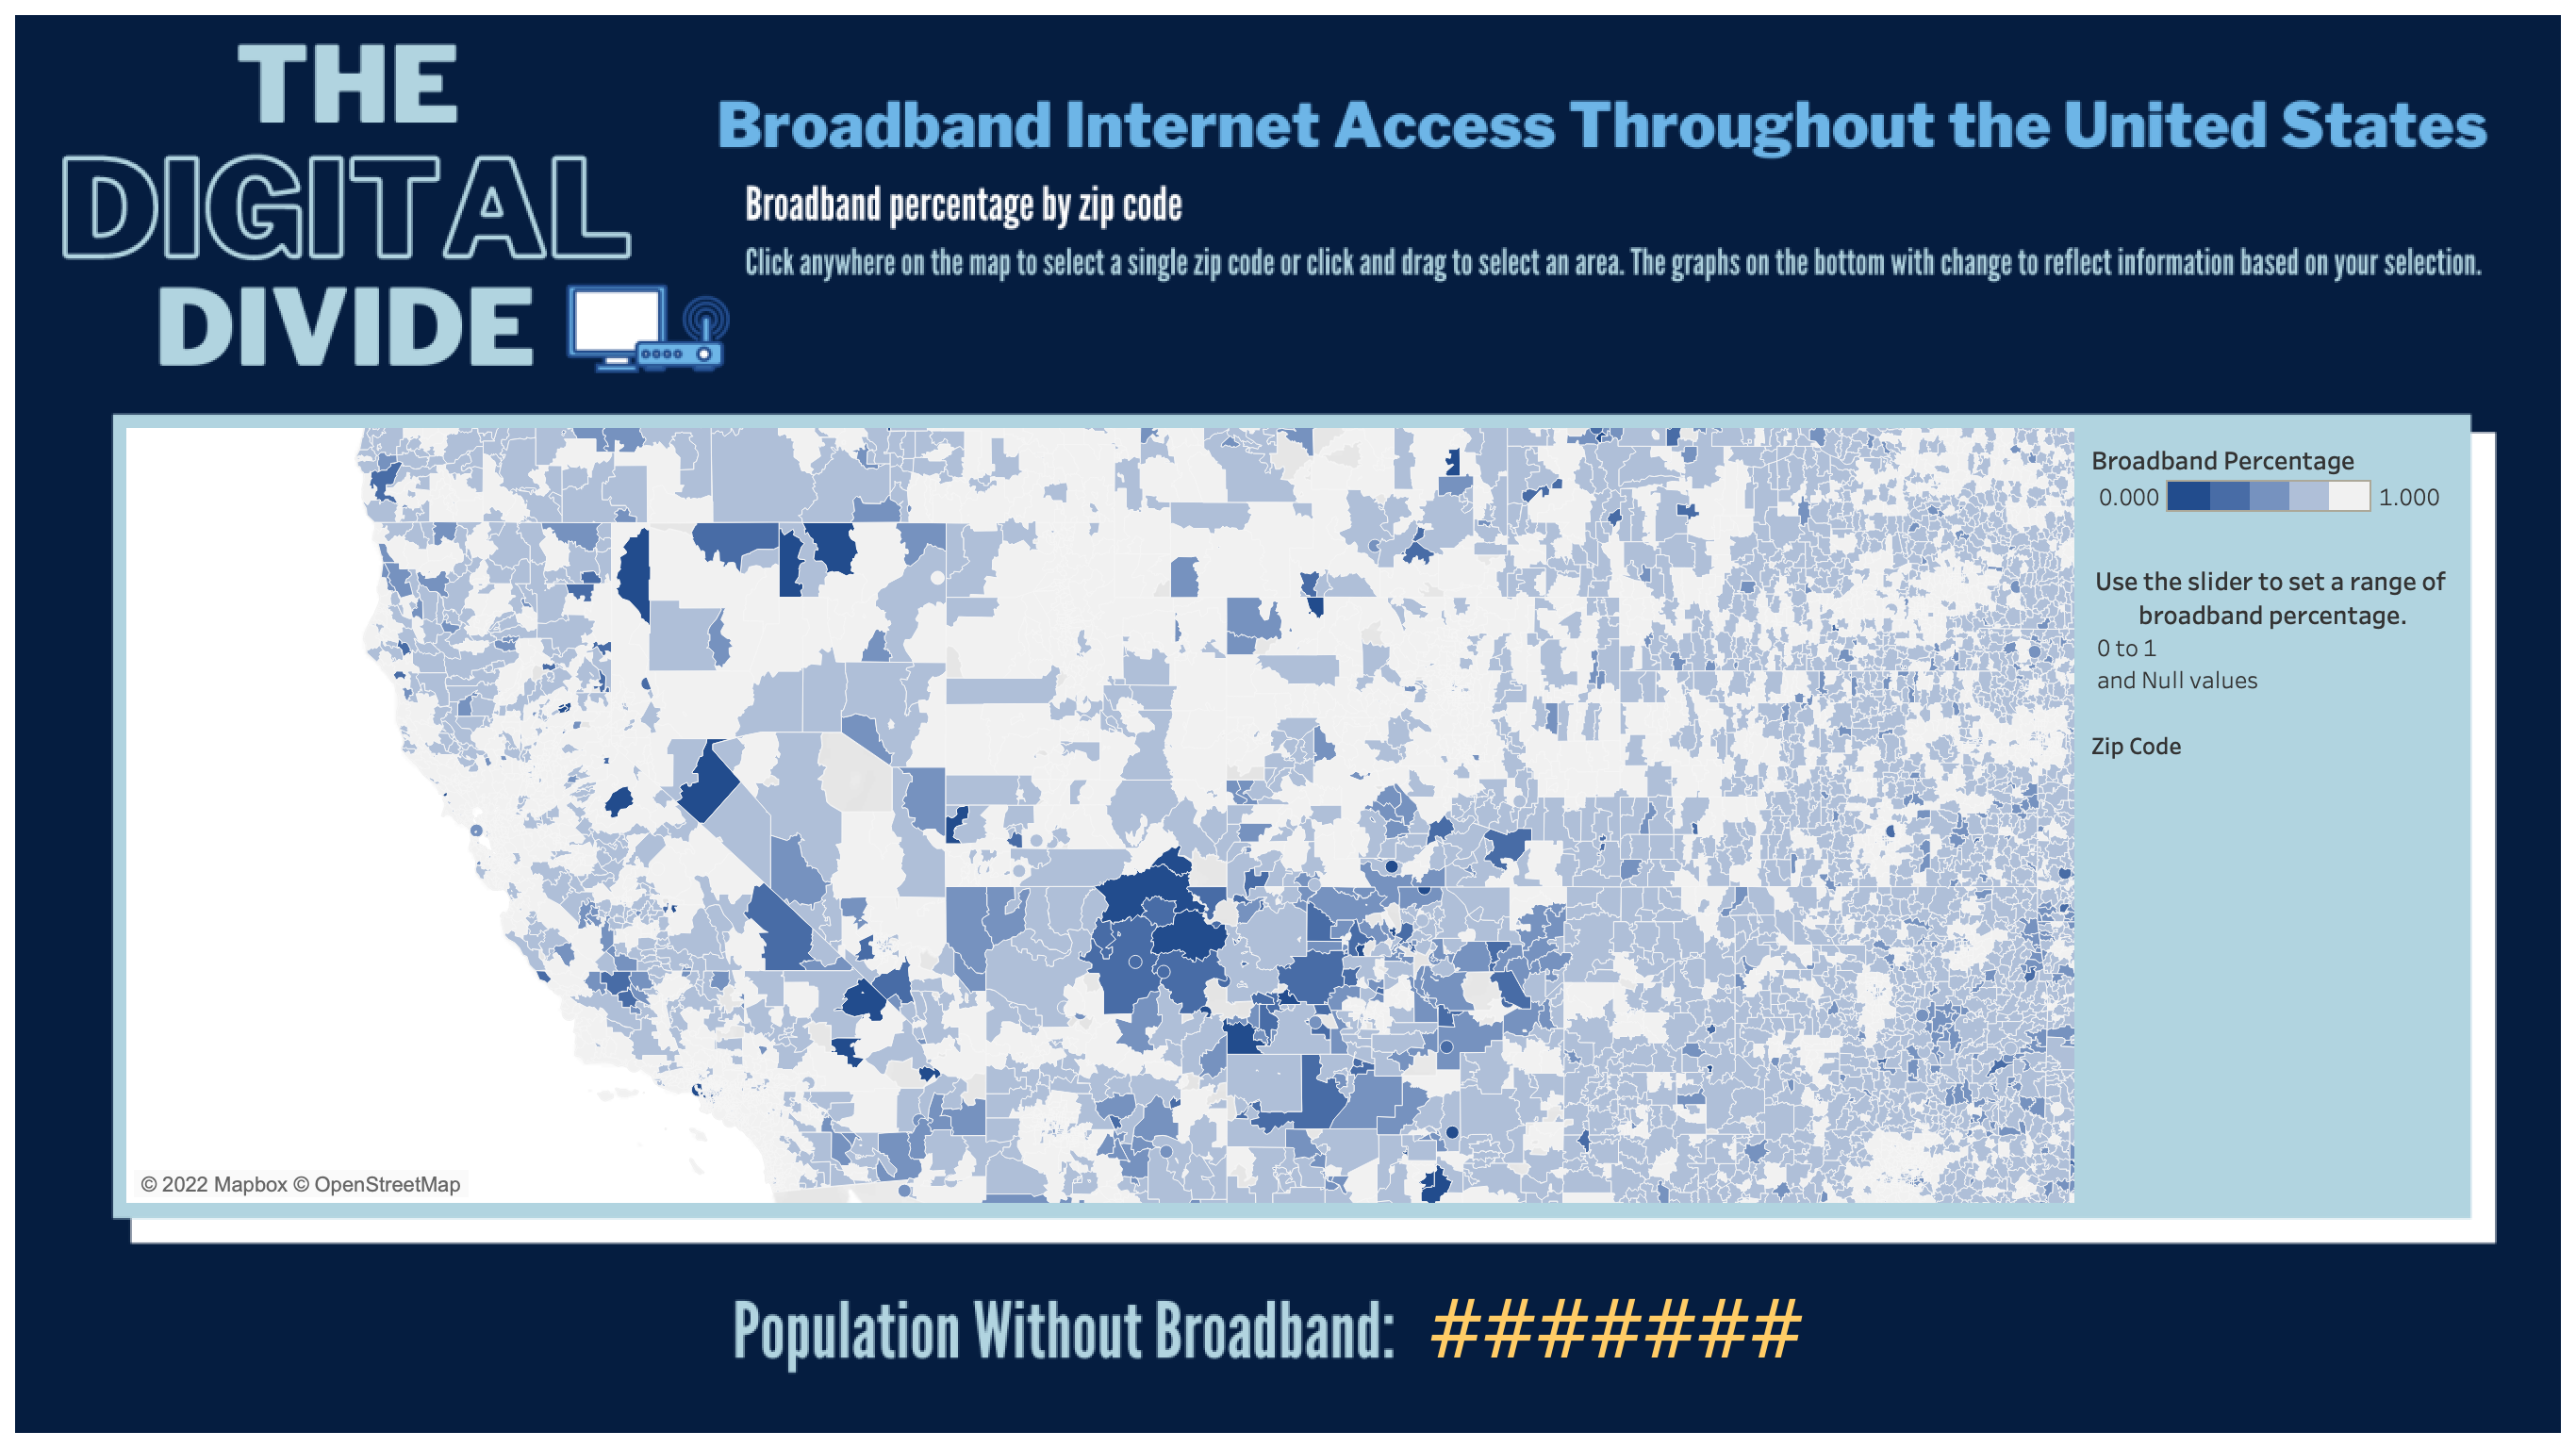 THE
DIGITAL
DIVIDE
Broadband Internet Access Throughout the United States
Broadband percentage by zip code
Click anywhere on the map to select a single zip code or click and drag to select an area. The graphs on the bottom with change to reflect information based on your selection.
Broadband Percentage
0.000 1.000
Use the slider to set a range of
broadband percentage.
0 to 1
and Null values
Zip Code
© 2022 Mapbox © OpenStreetMap
Population Without Broadband: #######